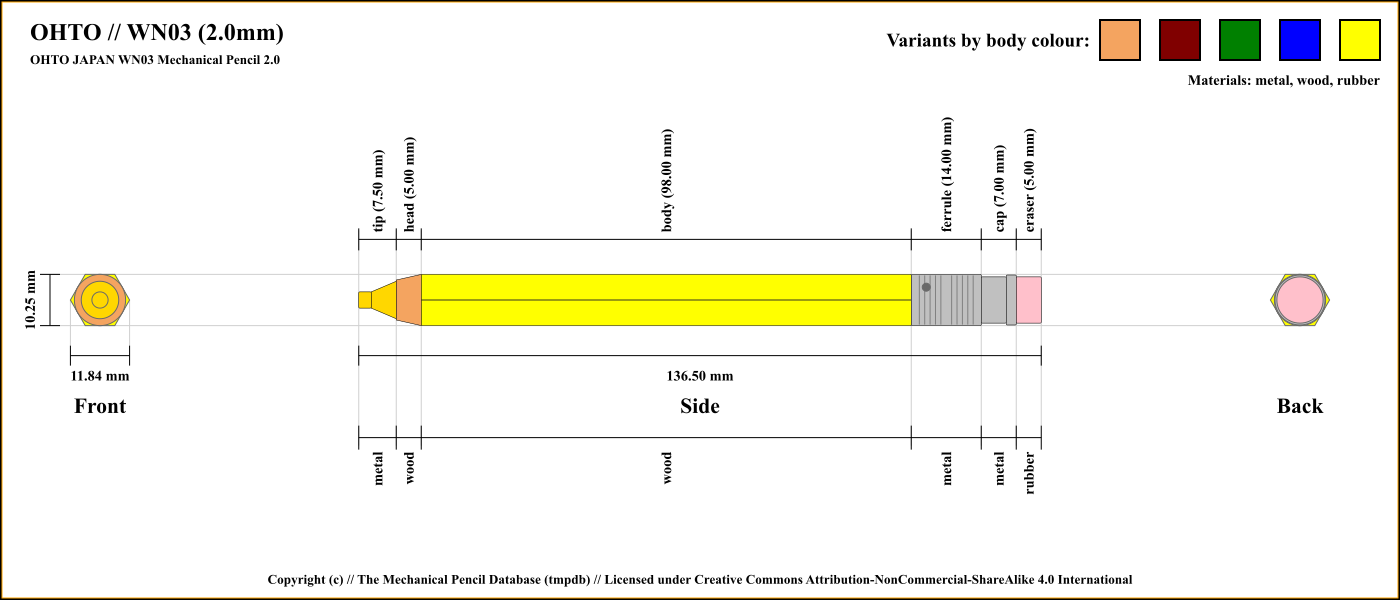 OHTO // WN03 (2.0mm)
OHTO JAPAN WN03 Mechanical Pencil 2.0
Variants by body colour:
Materials: metal, wood, rubber
tip (7.50 mm)
head (5.00 mm)
body (98.00 mm)
ferrule (14.00 mm)
cap (7.00 mm)
eraser (5.00 mm)
10.25 mm
11.84 mm
136.50 mm
Front
Side
Back
metal
wood
wood
metal
metal
rubber
Copyright (c) // The Mechanical Pencil Database (tmpdb) // Licensed under Creative Commons Attribution-NonCommercial-ShareAlike 4.0 International